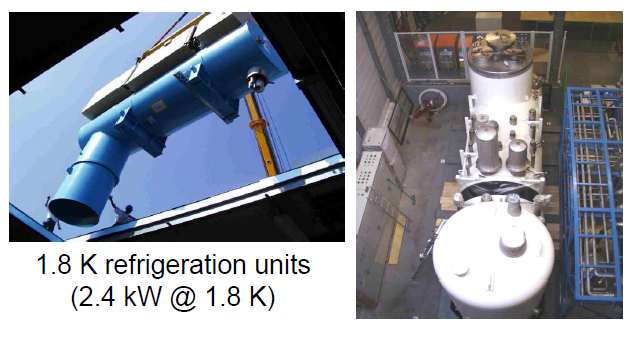 1.8 K refrigeration units
(2.4 kW @ 1.8 K)